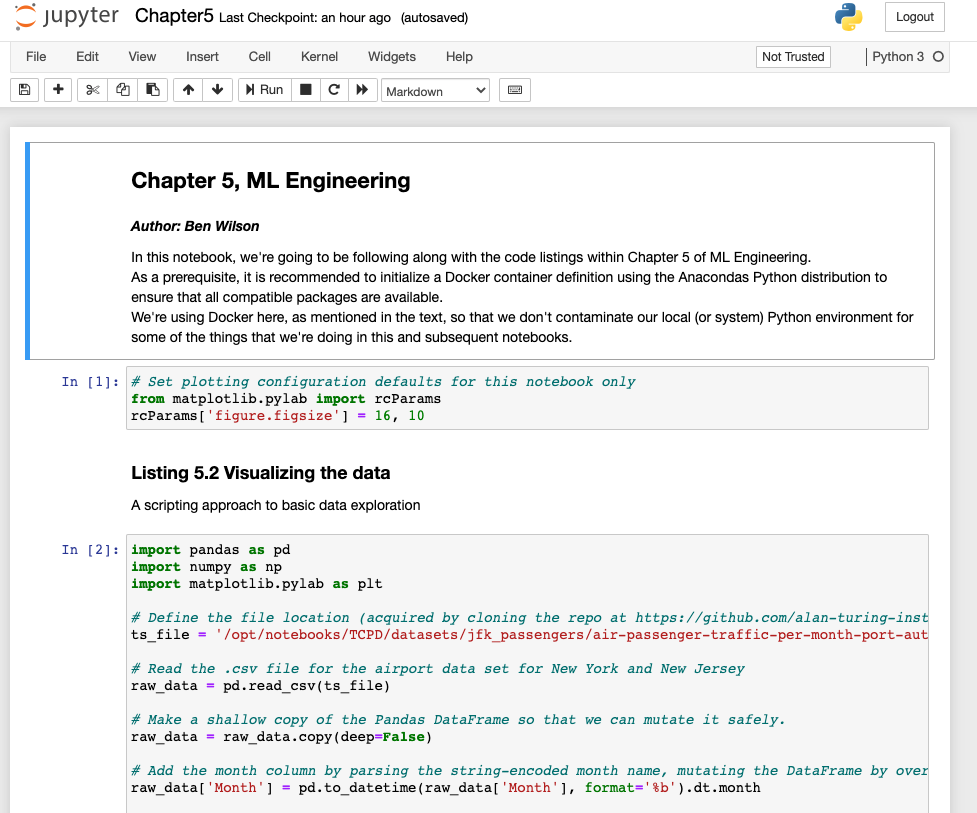 jupyter Chapter5 Last Checkpoint: an hour ago (autosaved)
Logout
File Edit View Insert Cell Kernel Widgets Help
Not Trusted
Python 3
Run
Markdown
Chapter 5, ML Engineering
Author: Ben Wilson
In this notebook, we're going to be following along with the code listings within Chapter 5 of ML Engineering.
As a prerequisite, it is recommended to initialize a Docker container definition using the Anacondas Python distribution to
ensure that all compatible packages are available.
We're using Docker here, as mentioned in the text, so that we don't contaminate our local (or system) Python environment for
some of the things that we're doing in this and subsequent notebooks.
In [1]:
# Set plotting configuration defaults for this notebook only
from matplotlib.pylab import rcParams
rcParams['figure.figsize'] = 16, 10
Listing 5.2 Visualizing the data
A scripting approach to basic data exploration
In [2]:
import pandas as pd
import numpy as np
import matplotlib.pylab as plt
# Define the file location (acquired by cloning the repo at https://github.com/alan-turing-inst
ts_file = '/opt/notebooks/TCPD/datasets/jfk_passengers/air-passenger-traffic-per-month-port-aut
# Read the .csv file for the airport data set for New York and New Jersey
raw_data = pd.read_csv(ts_file)
# Make a shallow copy of the Pandas DataFrame so that we can mutate it safely.
raw_data = raw_data.copy(deep=False)
# Add the month column by parsing the string-encoded month name, mutating the DataFrame by over
raw_data['Month'] = pd.to_datetime(raw_data['Month'], format='%b').dt.month